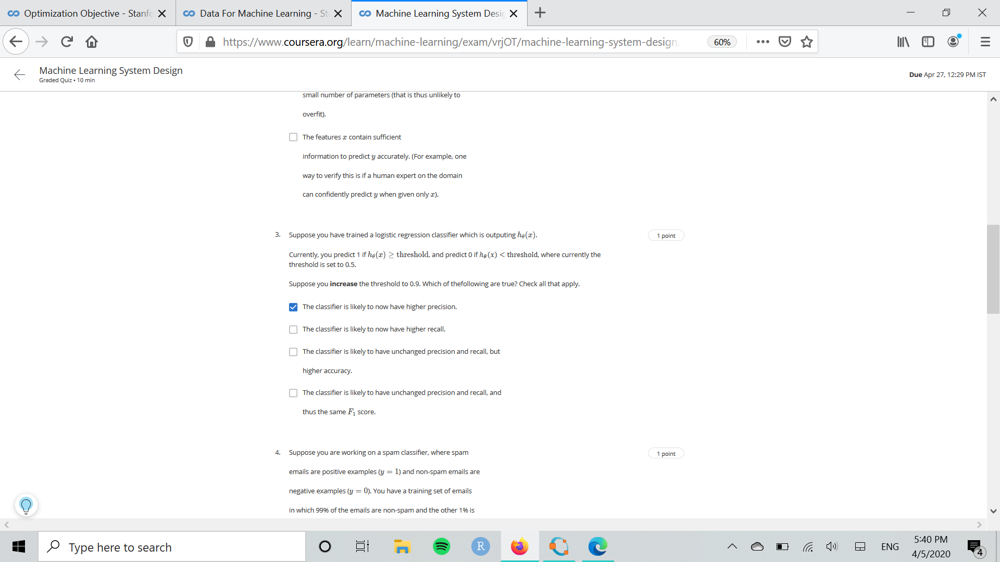 Optimization Objective - Stanfo
Data For Machine Learning - St
Machine Learning System Desig
https://www.coursera.org/learn/machine-learning/exam/vrjOT/machine-learning-system-design/
60%
Machine Learning System Design
Graded Quiz • 10 min
Due Apr 27, 12:29 PM IST
small number of parameters (that is thus unlikely to
overfit).
The features x contain sufficient
information to predict y accurately. (For example, one
way to verify this is if a human expert on the domain
can confidently predict y when given only x).
3. Suppose you have trained a logistic regression classifier which is outputing hθ(x).
1 point
Currently, you predict 1 if hθ(x) ≥ threshold, and predict 0 if hθ(x) < threshold, where currently the
threshold is set to 0.5.
Suppose you increase the threshold to 0.9. Which of thefollowing are true? Check all that apply.
The classifier is likely to now have higher precision.
The classifier is likely to now have higher recall.
The classifier is likely to have unchanged precision and recall, but
higher accuracy.
The classifier is likely to have unchanged precision and recall, and
thus the same F1 score.
4. Suppose you are working on a spam classifier, where spam
1 point
emails are positive examples (y = 1) and non-spam emails are
negative examples (y = 0). You have a training set of emails
in which 99% of the emails are non-spam and the other 1% is
Type here to search
R
ENG
5:40 PM
4/5/2020
4